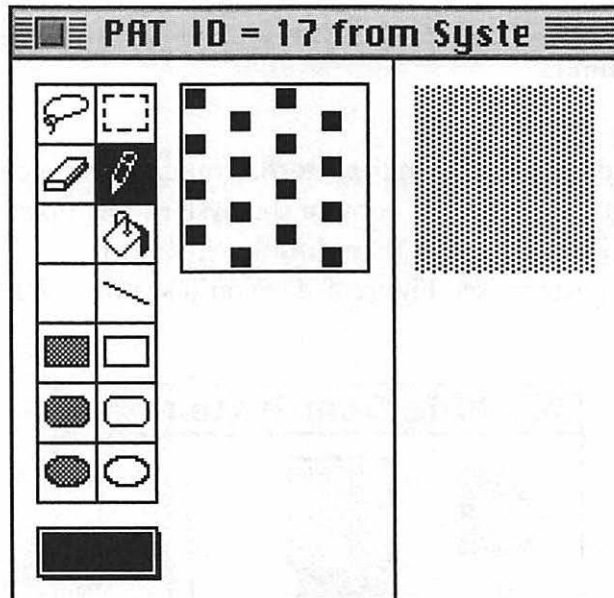 PAT ID = 17 from Syste